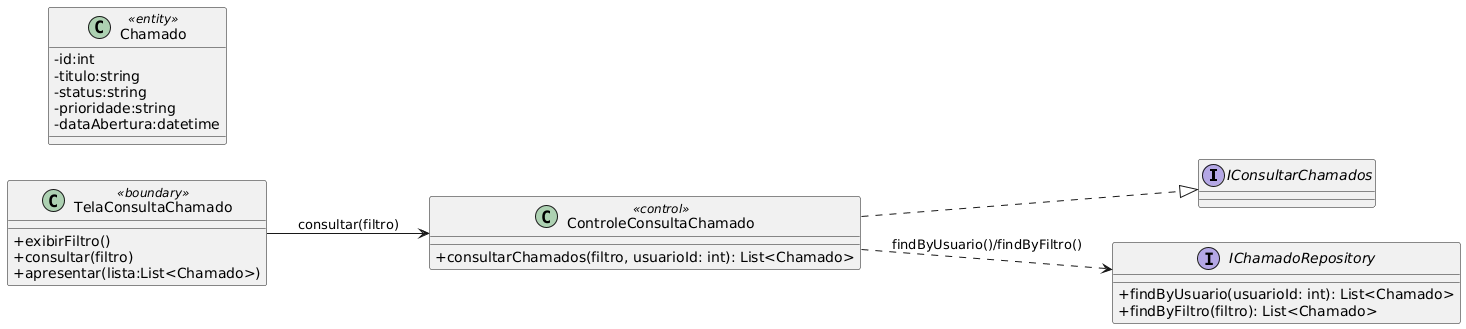 C
«entity»
Chamado
-id:int
-titulo:string
-status:string
-prioridade:string
-dataAbertura:datetime
C
«boundary»
TelaConsultaChamado
+exibirFiltro()
+consultar(filtro)
+apresentar(lista:List<Chamado>)
consultar(filtro)
C
«control»
ControleConsultaChamado
+consultarChamados(filtro, usuarioId: int): List<Chamado>
findByUsuario()/findByFiltro()
I
IConsultarChamados
I
IChamadoRepository
+findByUsuario(usuarioId: int): List<Chamado>
+findByFiltro(filtro): List<Chamado>